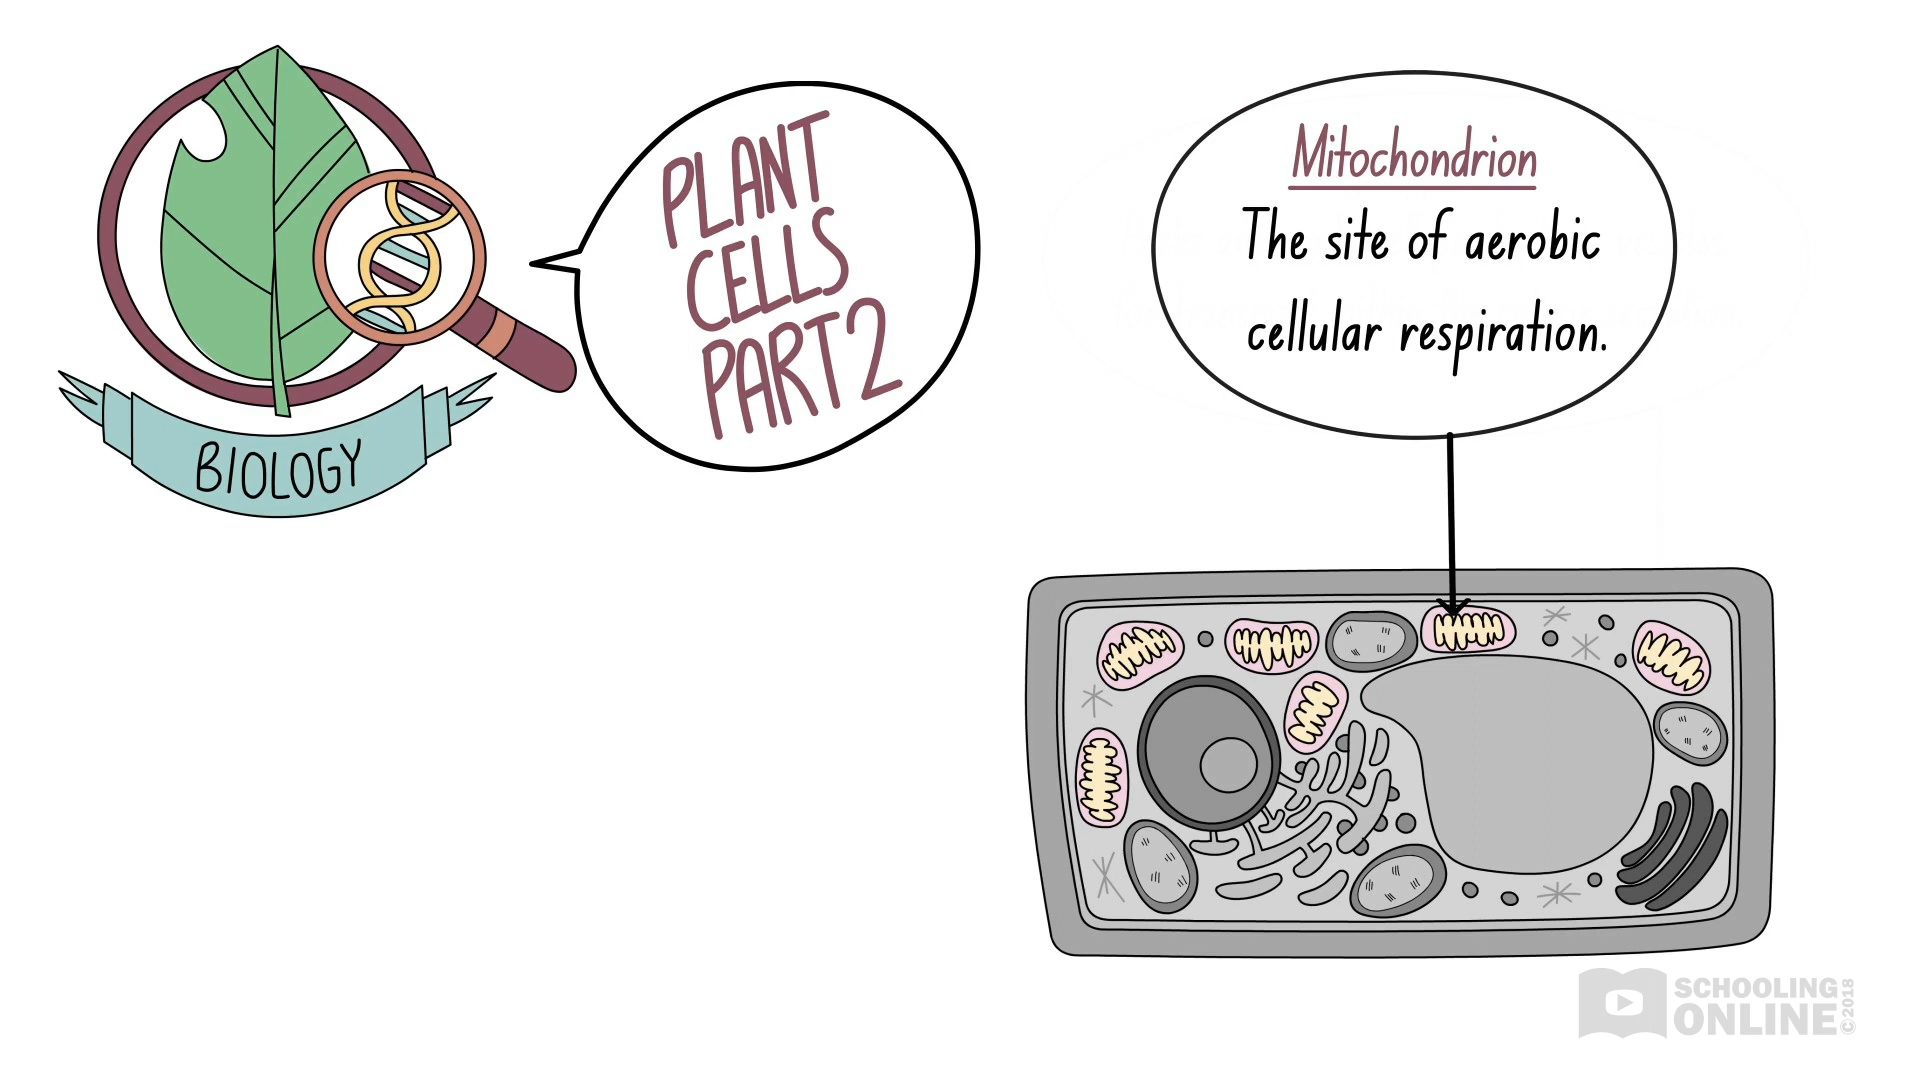 BIOLOGY
PLANT
CELLS
PART 2
Mitochondrion
The site of aerobic
cellular respiration.
SCHOOLING
ONLINE
©2018